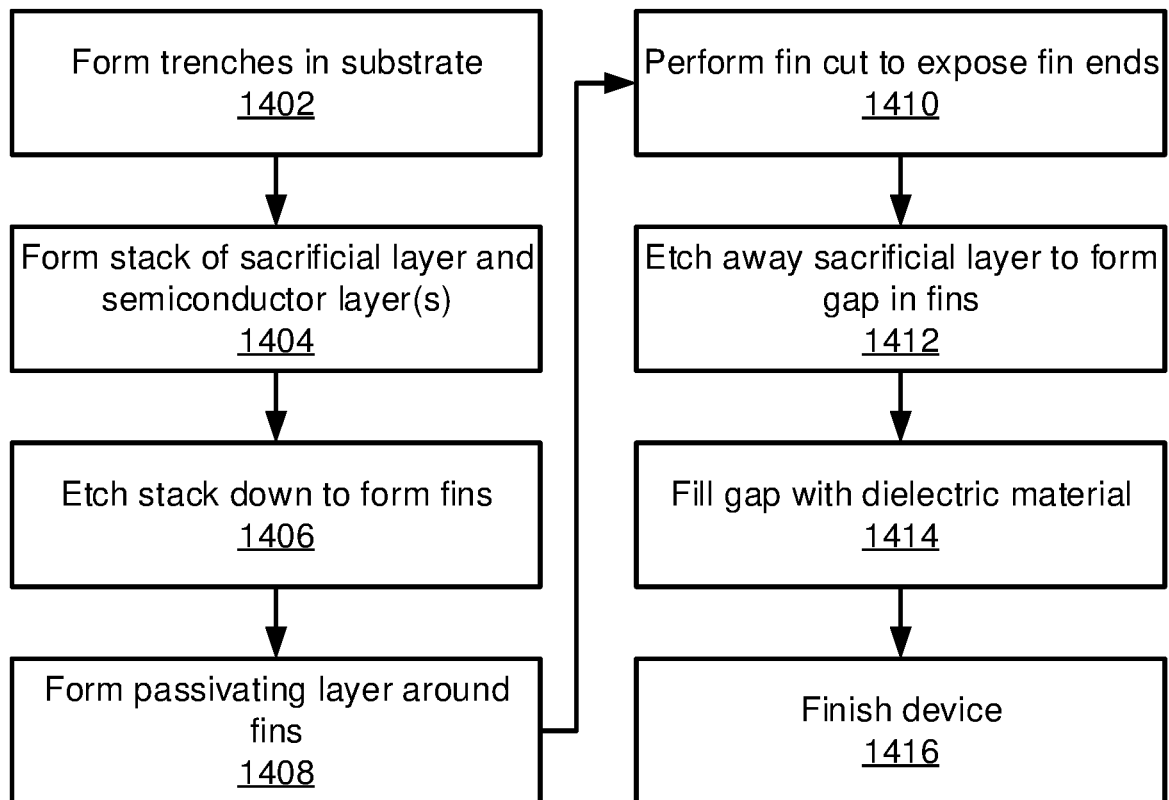 Form trenches in substrate
1402
Form stack of sacrificial layer and
semiconductor layer(s)
1404
Etch stack down to form fins
1406
Form passivating layer around
fins
1408
Perform fin cut to expose fin ends
1410
Etch away sacrificial layer to form
gap in fins
1412
Fill gap with dielectric material
1414
Finish device
1416